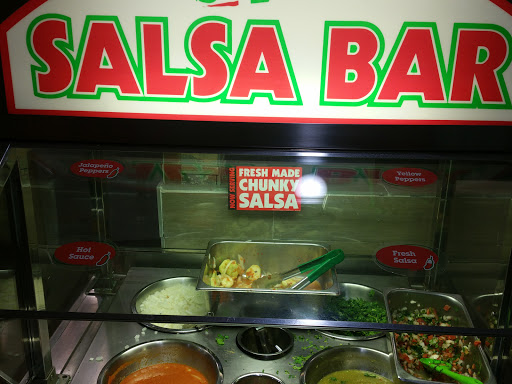 SALSA BAR
Jalapeño
Peppers
NOW SERVING
FRESH MADE
CHUNKY
SALSA
Yellow
Peppers
Hot
Sauce
Fresh
Salsa